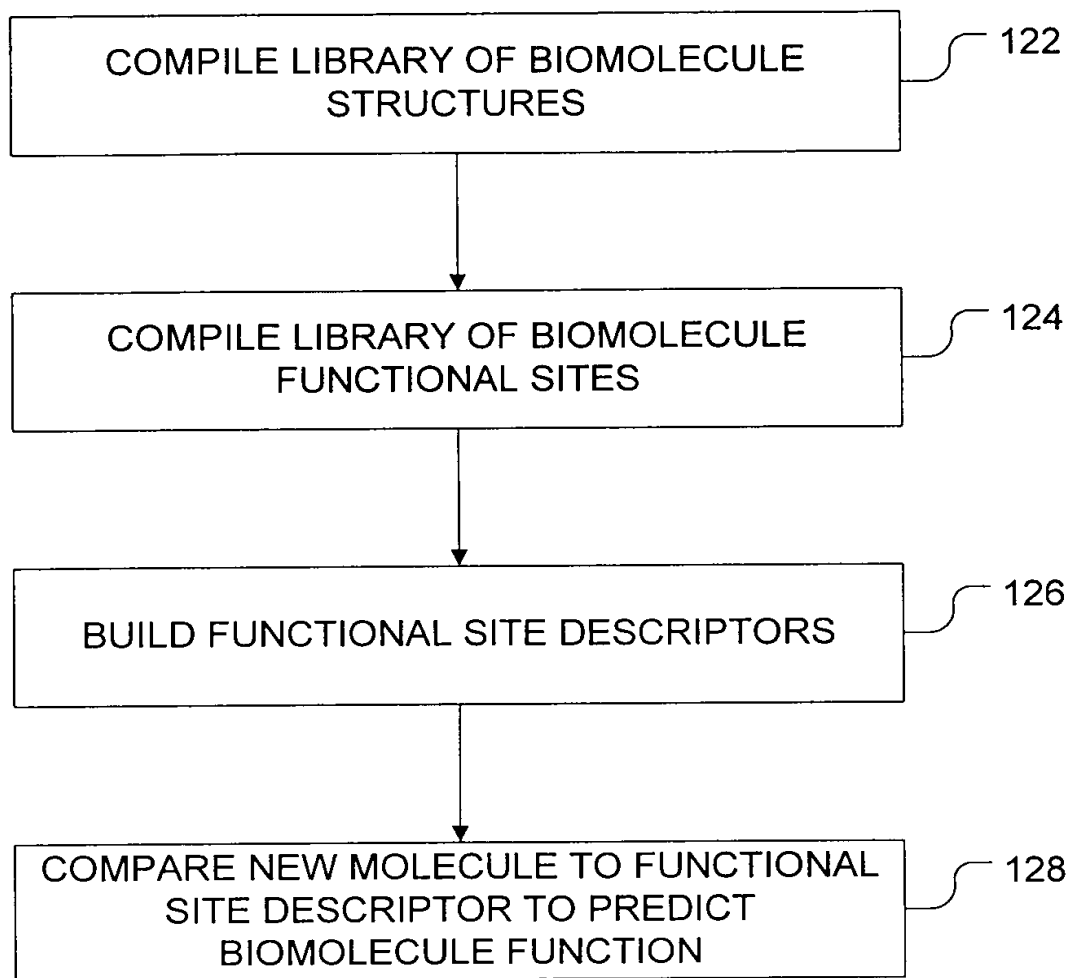 COMPILE LIBRARY OF BIOMOLECULE
STRUCTURES
122
COMPILE LIBRARY OF BIOMOLECULE
FUNCTIONAL SITES
124
BUILD FUNCTIONAL SITE DESCRIPTORS
126
COMPARE NEW MOLECULE TO FUNCTIONAL
SITE DESCRIPTOR TO PREDICT
BIOMOLECULE FUNCTION
128